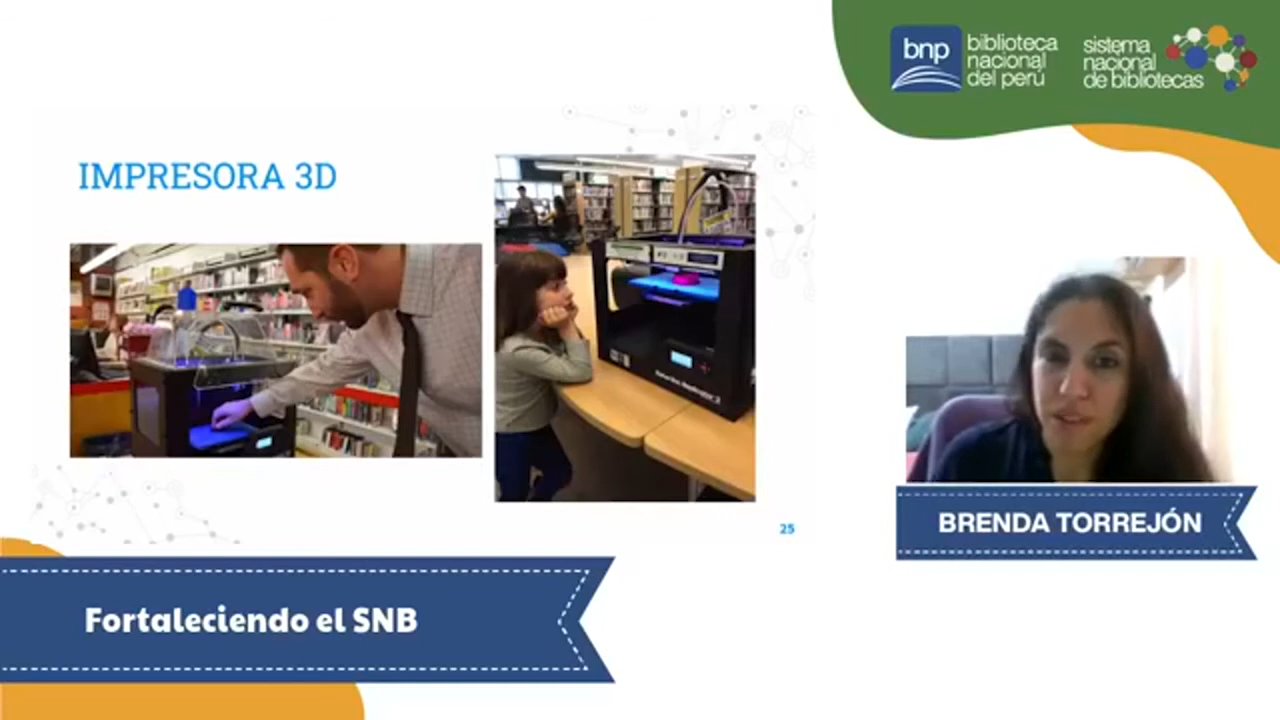 bnp
biblioteca
nacional
del perú
sistema
nacional
de bibliotecas
IMPRESORA 3D
25
BRENDA TORREJÓN
Fortaleciendo el SNB